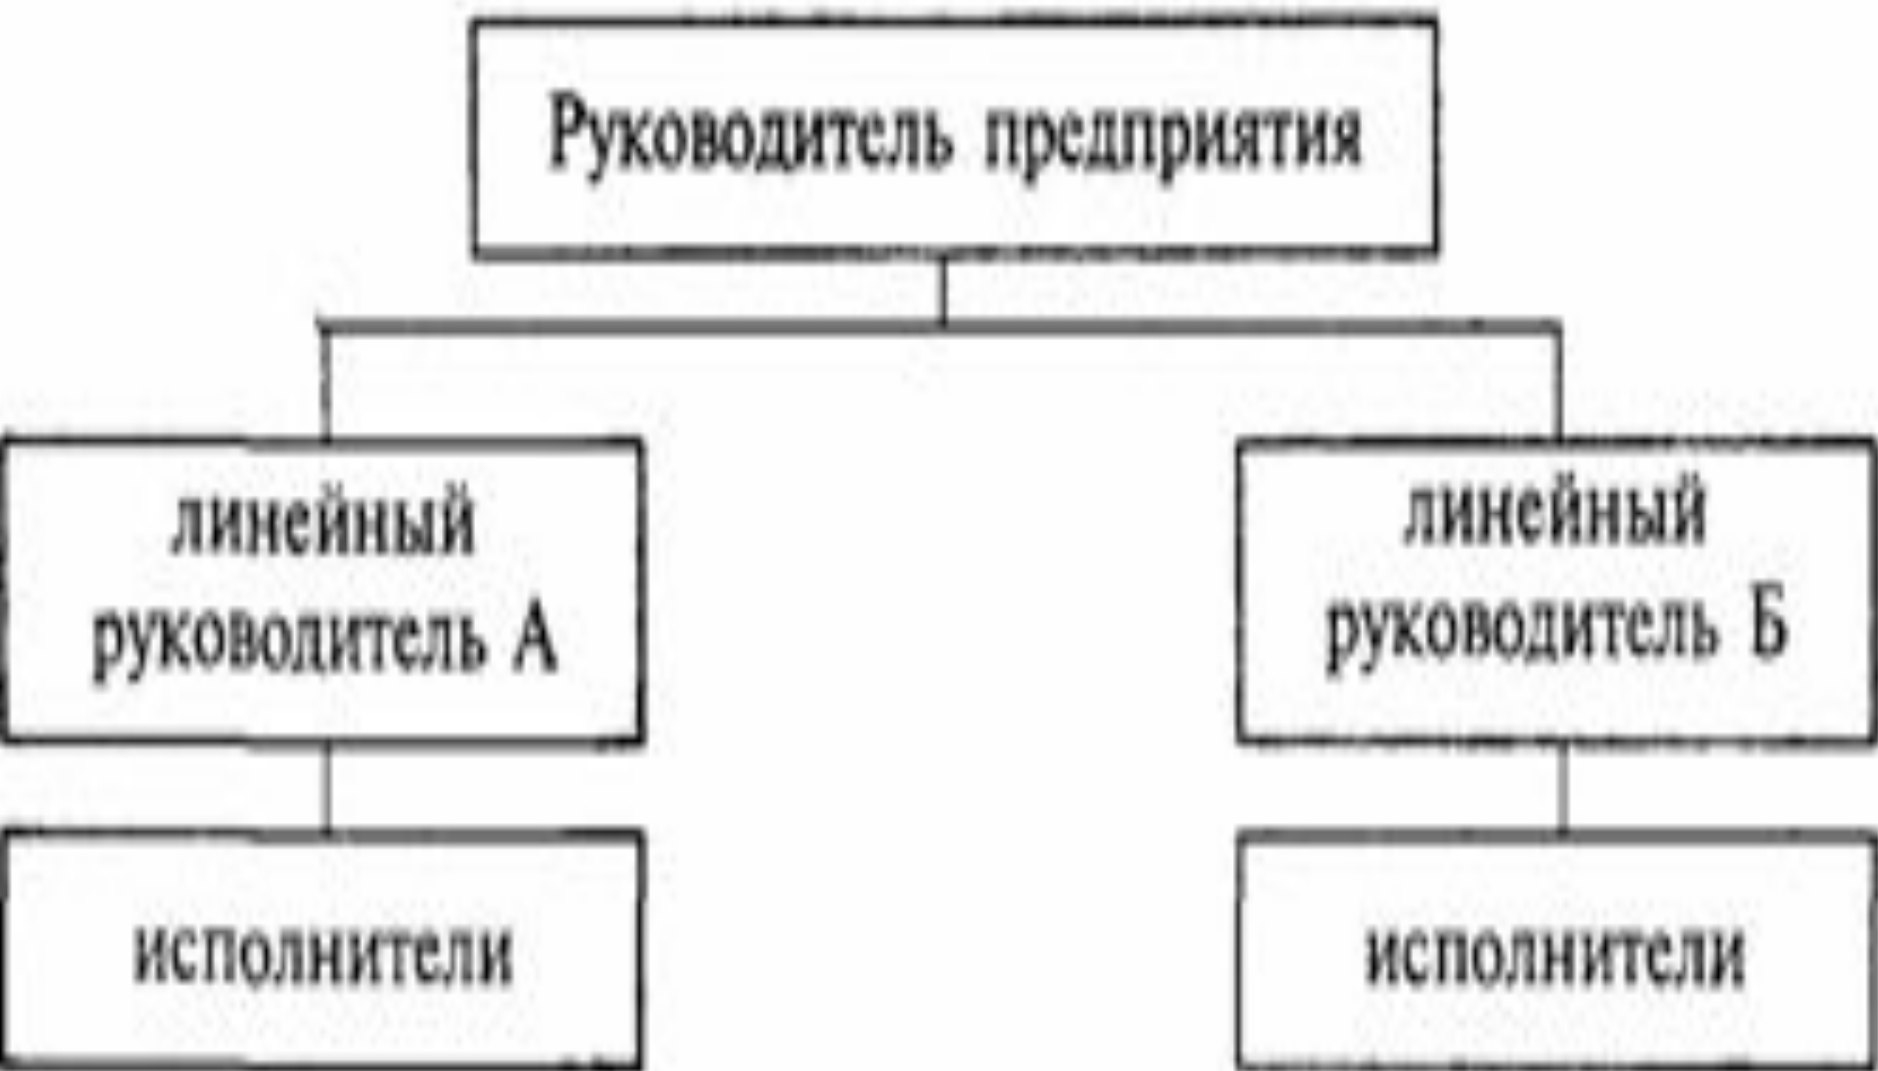 Руководитель предприятия
линейный
руководитель А
линейный
руководитель Б
исполнители
исполнители